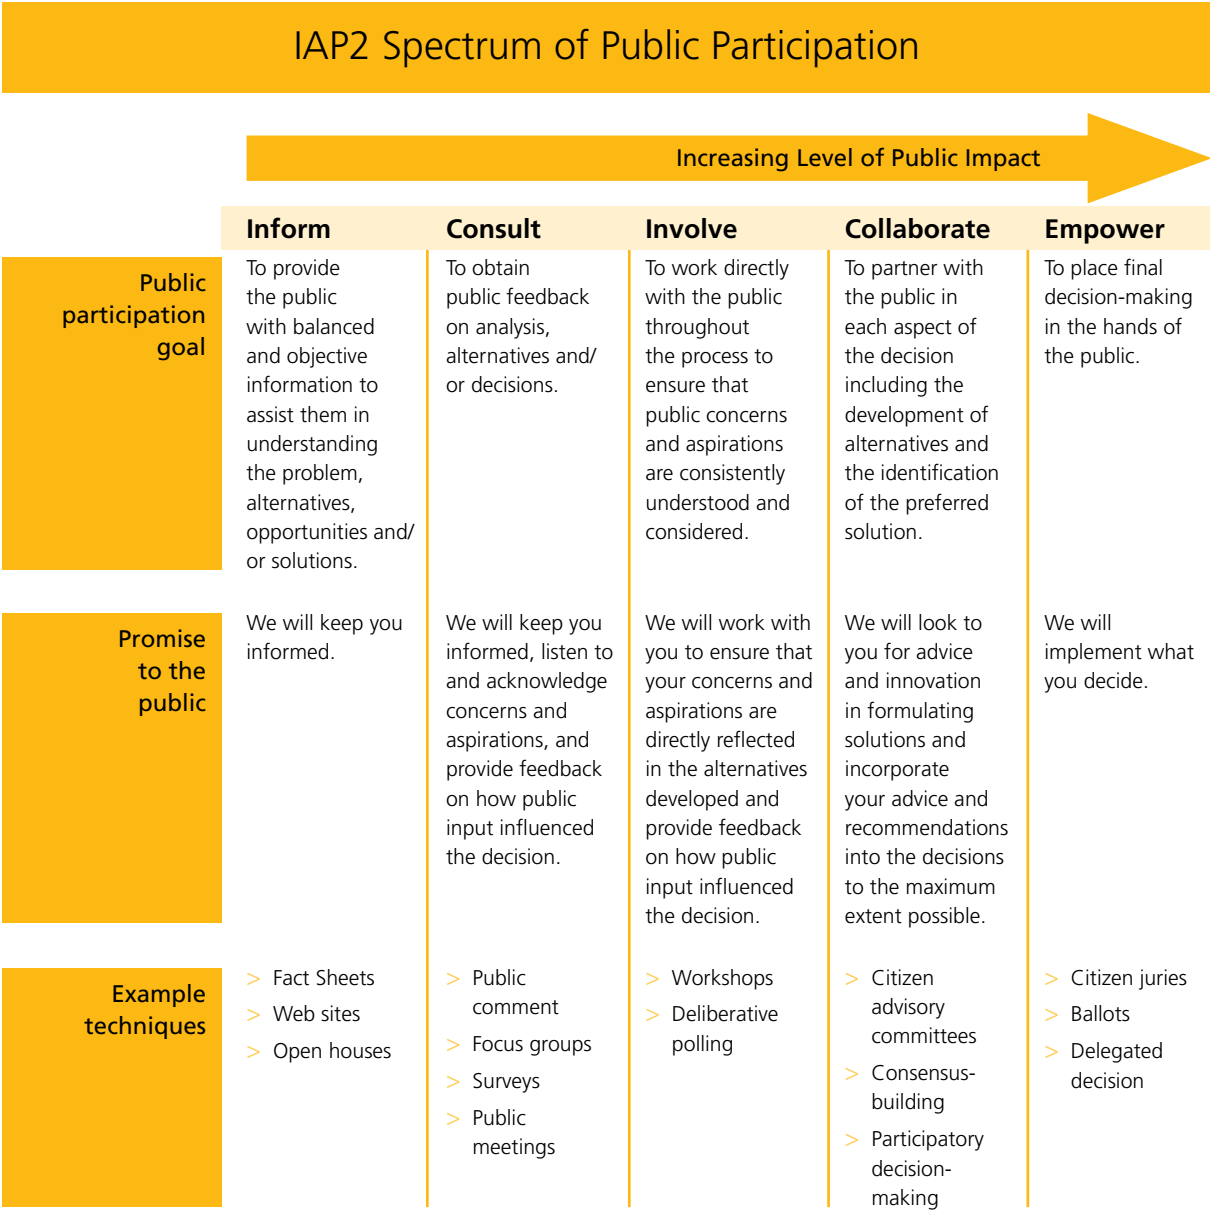 IAP2 Spectrum of Public Participation
Increasing Level of Public Impact
Inform
Consult
Involve
Collaborate
Empower
Public
participation
goal
To provide
the public
with balanced
and objective
information to
assist them in
understanding
the problem,
alternatives,
opportunities and/
or solutions.
To obtain
public feedback
on analysis,
alternatives and/
or decisions.
To work directly
with the public
throughout
the process to
ensure that
public concerns
and aspirations
are consistently
understood and
considered.
To partner with
the public in
each aspect of
the decision
including the
development of
alternatives and
the identification
of the preferred
solution.
To place final
decision-making
in the hands of
the public.
Promise
to the
public
We will keep you
informed.
We will keep you
informed, listen to
and acknowledge
concerns and
aspirations, and
provide feedback
on how public
input influenced
the decision.
We will work with
you to ensure that
your concerns and
aspirations are
directly reflected
in the alternatives
developed and
provide feedback
on how public
input influenced
the decision.
We will look to
you for advice
and innovation
in formulating
solutions and
incorporate
your advice and
recommendations
into the decisions
to the maximum
extent possible.
We will
implement what
you decide.
Example
techniques
> Fact Sheets
> Web sites
> Open houses
> Public
comment
> Focus groups
> Surveys
> Public
meetings
> Workshops
> Deliberative
polling
> Citizen
advisory
committees
> Consensus-
building
> Participatory
decision-
making
> Citizen juries
> Ballots
> Delegated
decision